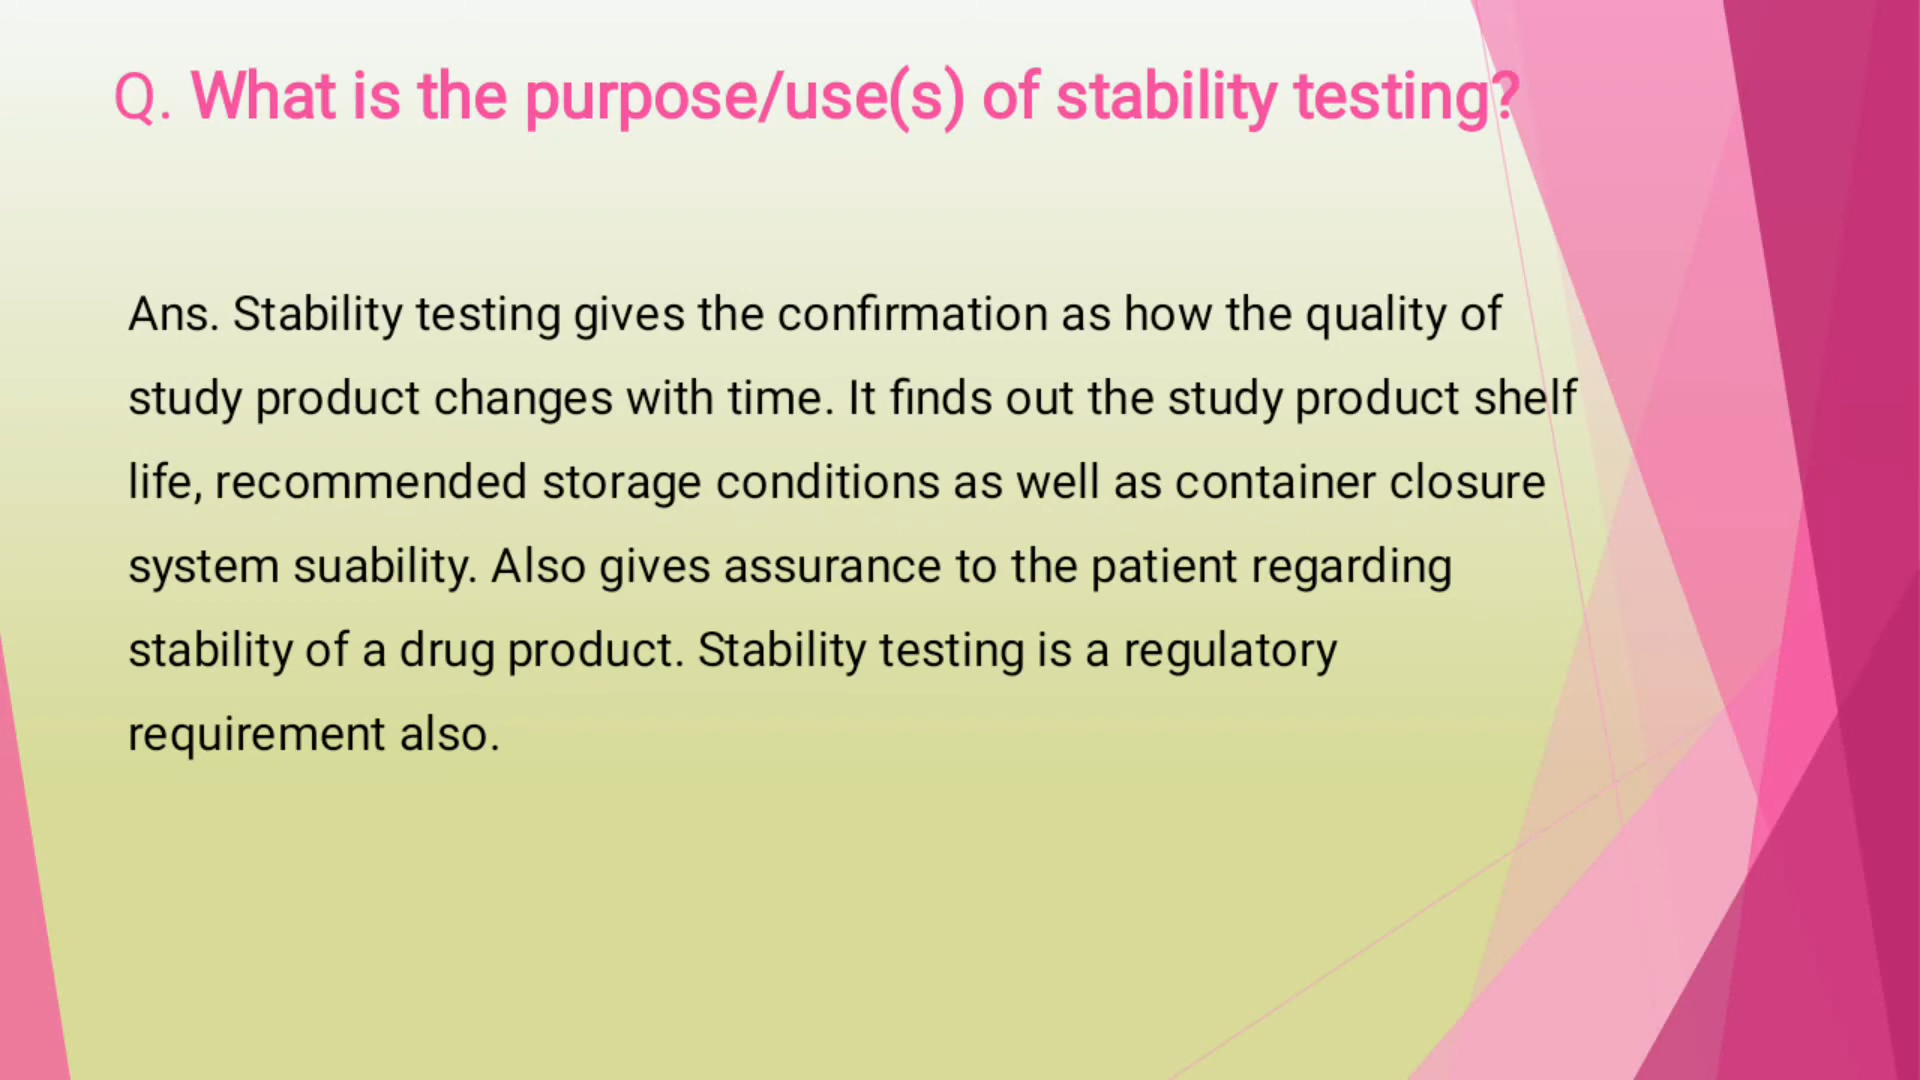 Q. What is the purpose/use(s) of stability testing?
Ans. Stability testing gives the confirmation as how the quality of
study product changes with time. It finds out the study product shelf
life, recommended storage conditions as well as container closure
system suability. Also gives assurance to the patient regarding
stability of a drug product. Stability testing is a regulatory
requirement also.